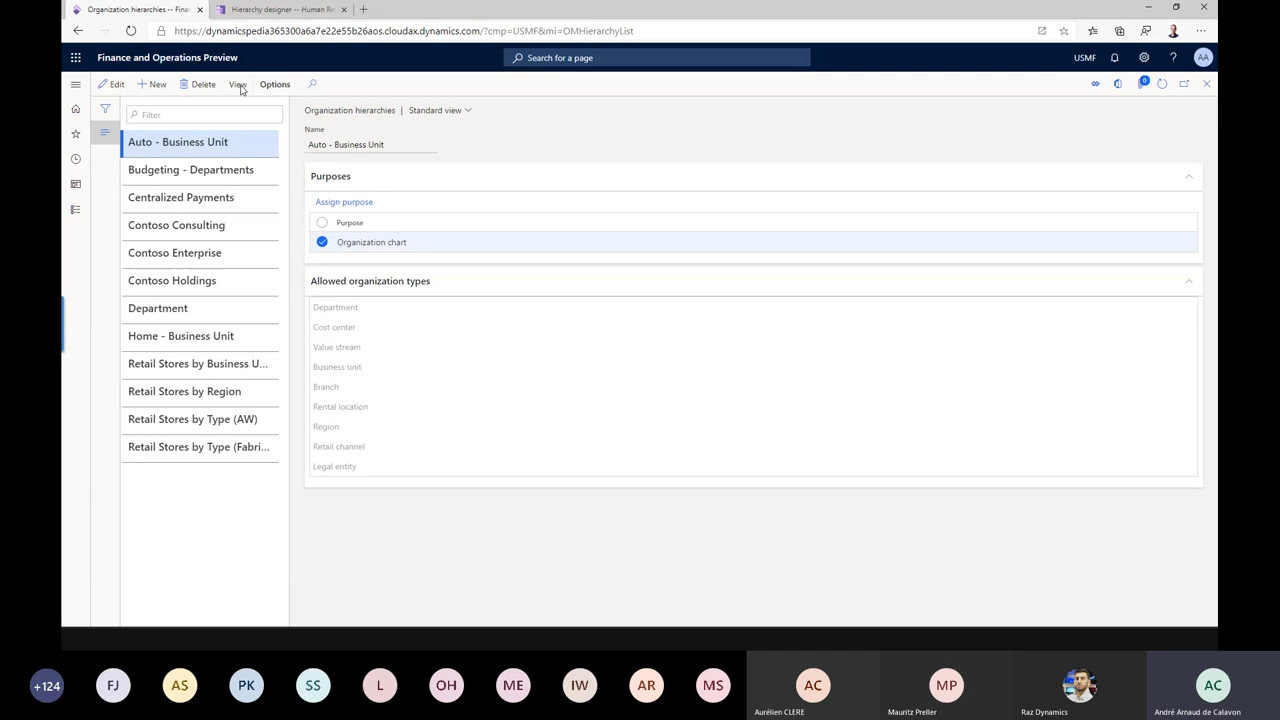 Organization hierarchies -- Finan
Hierarchy designer -- Human Re
https://dynamicspedia365300a6a7e22e55b26aos.cloudax.dynamics.com/?cmp=USMF&mi=OMHierarchyList
Finance and Operations Preview
Search for a page
USMF
AA
Edit
New
Delete
View
Options
0
Filter
Auto - Business Unit
Budgeting - Departments
Centralized Payments
Contoso Consulting
Contoso Enterprise
Contoso Holdings
Department
Home - Business Unit
Retail Stores by Business U...
Retail Stores by Region
Retail Stores by Type (AW)
Retail Stores by Type (Fabri...
Organization hierarchies | Standard view
Name
Auto - Business Unit
Purposes
Assign purpose
Purpose
Organization chart
Allowed organization types
Department
Cost center
Value stream
Business unit
Branch
Rental location
Region
Retail channel
Legal entity
+124
FJ
AS
PK
SS
L
OH
ME
IW
AR
MS
AC
Aurélien CLERE
MP
Mauritz Preller
Raz Dynamics
AC
André Arnaud de Calavon